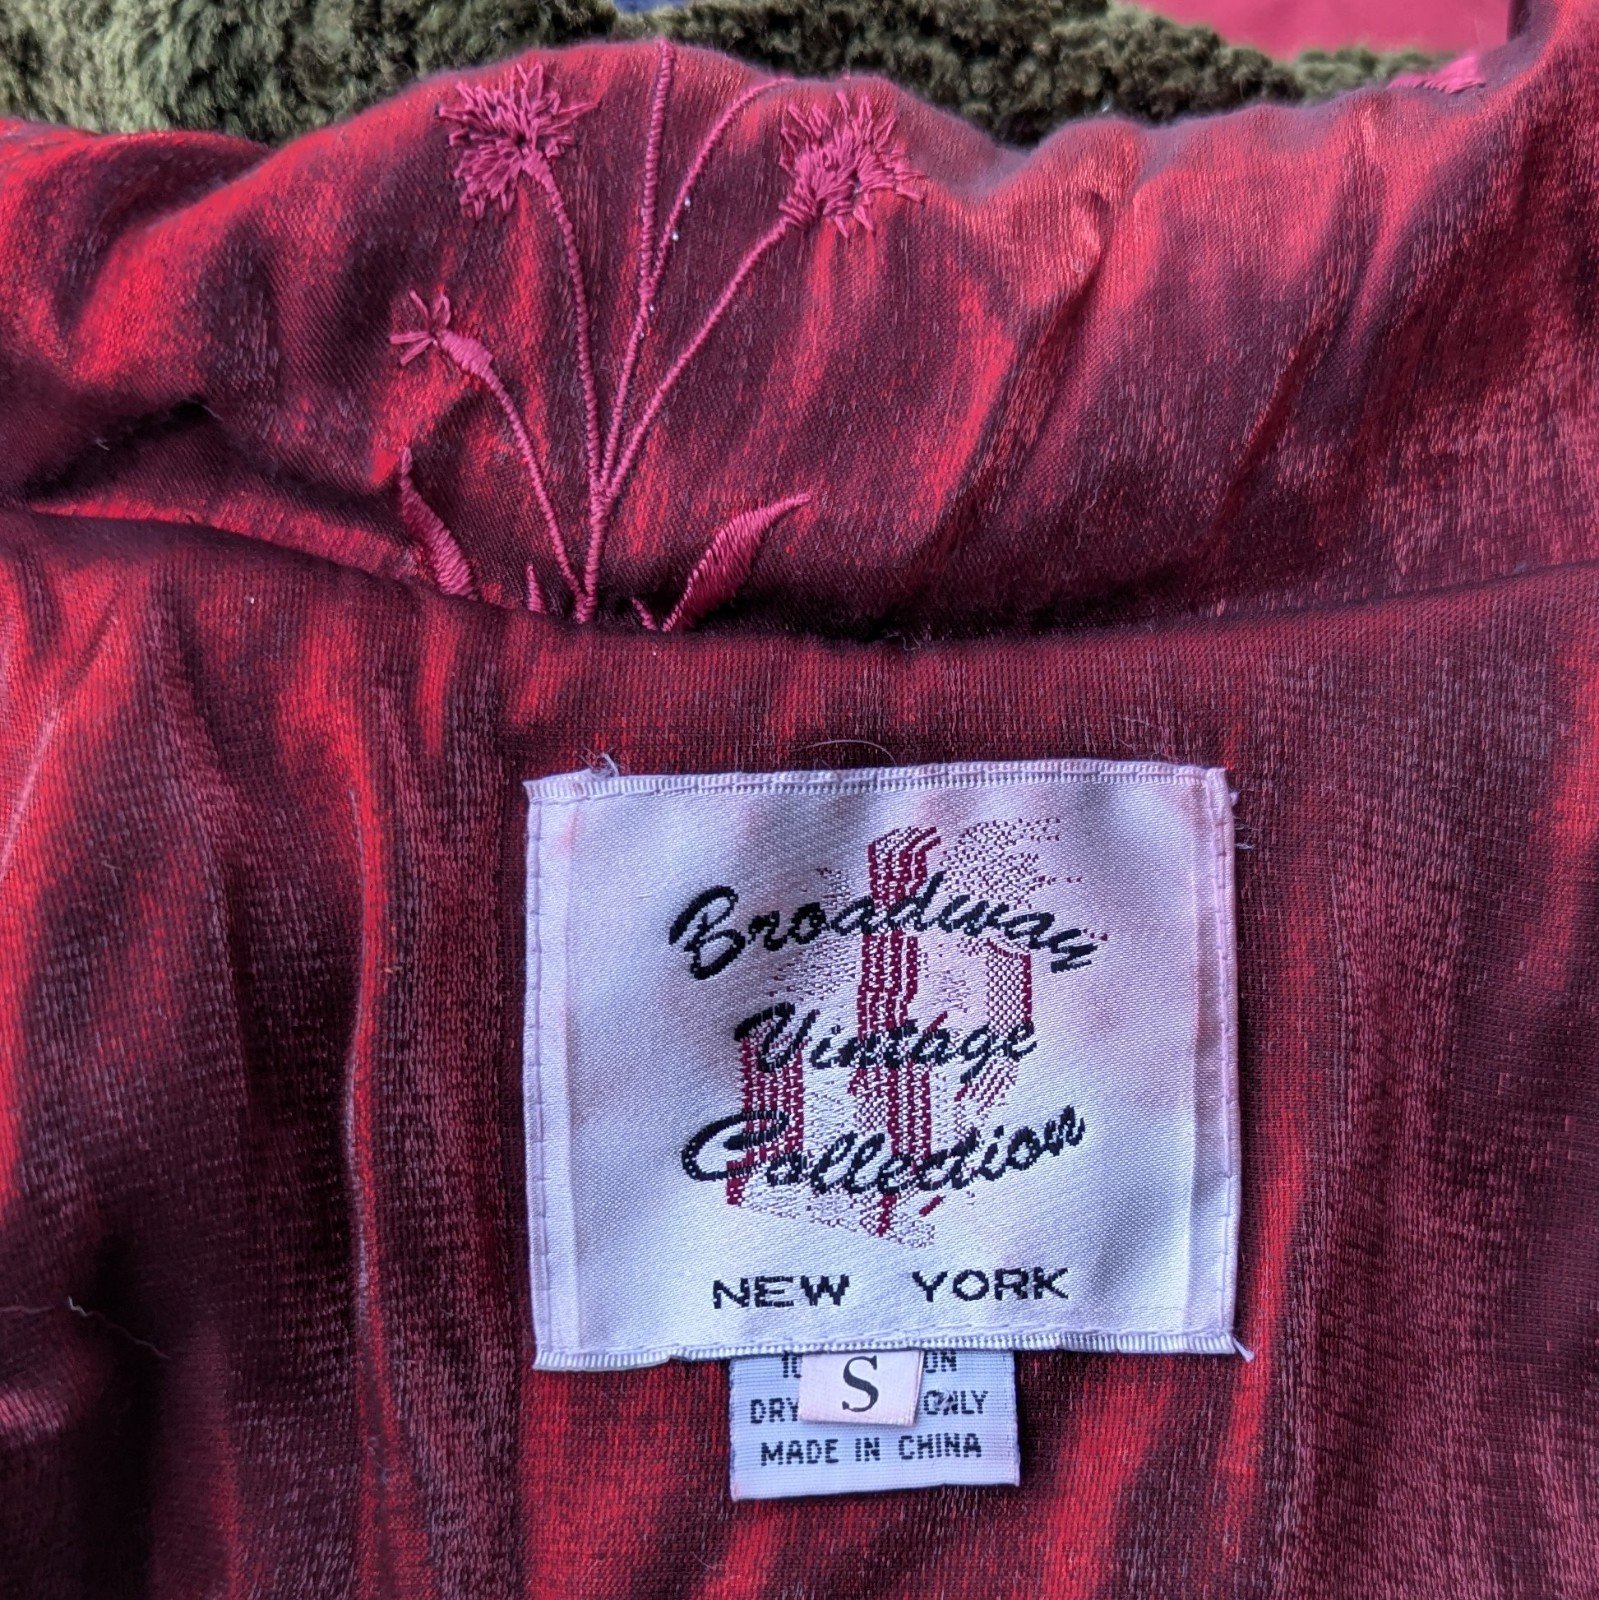 Broadway
Vintage
Collection
NEW YORK
S
DRY ONLY
MADE IN CHINA